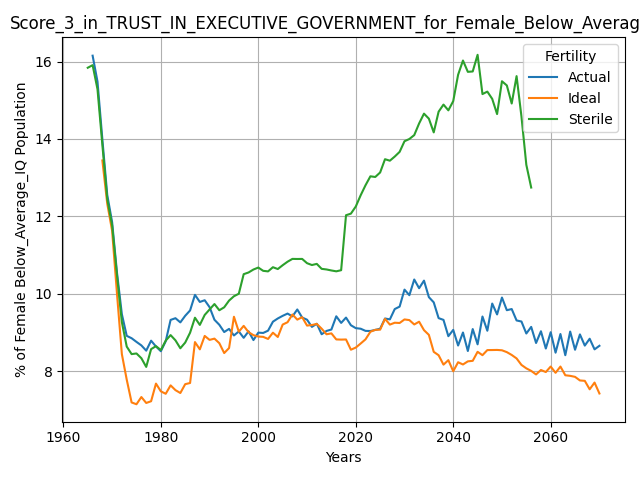 Score_3_in_TRUST_IN_EXECUTIVE_GOVERNMENT_for_Female_Below_Averag
% of Female Below_Average_IQ Population
16
14
12
10
8
Fertility
Actual
Ideal
Sterile
1960
1980
2000
2020
2040
2060
Years